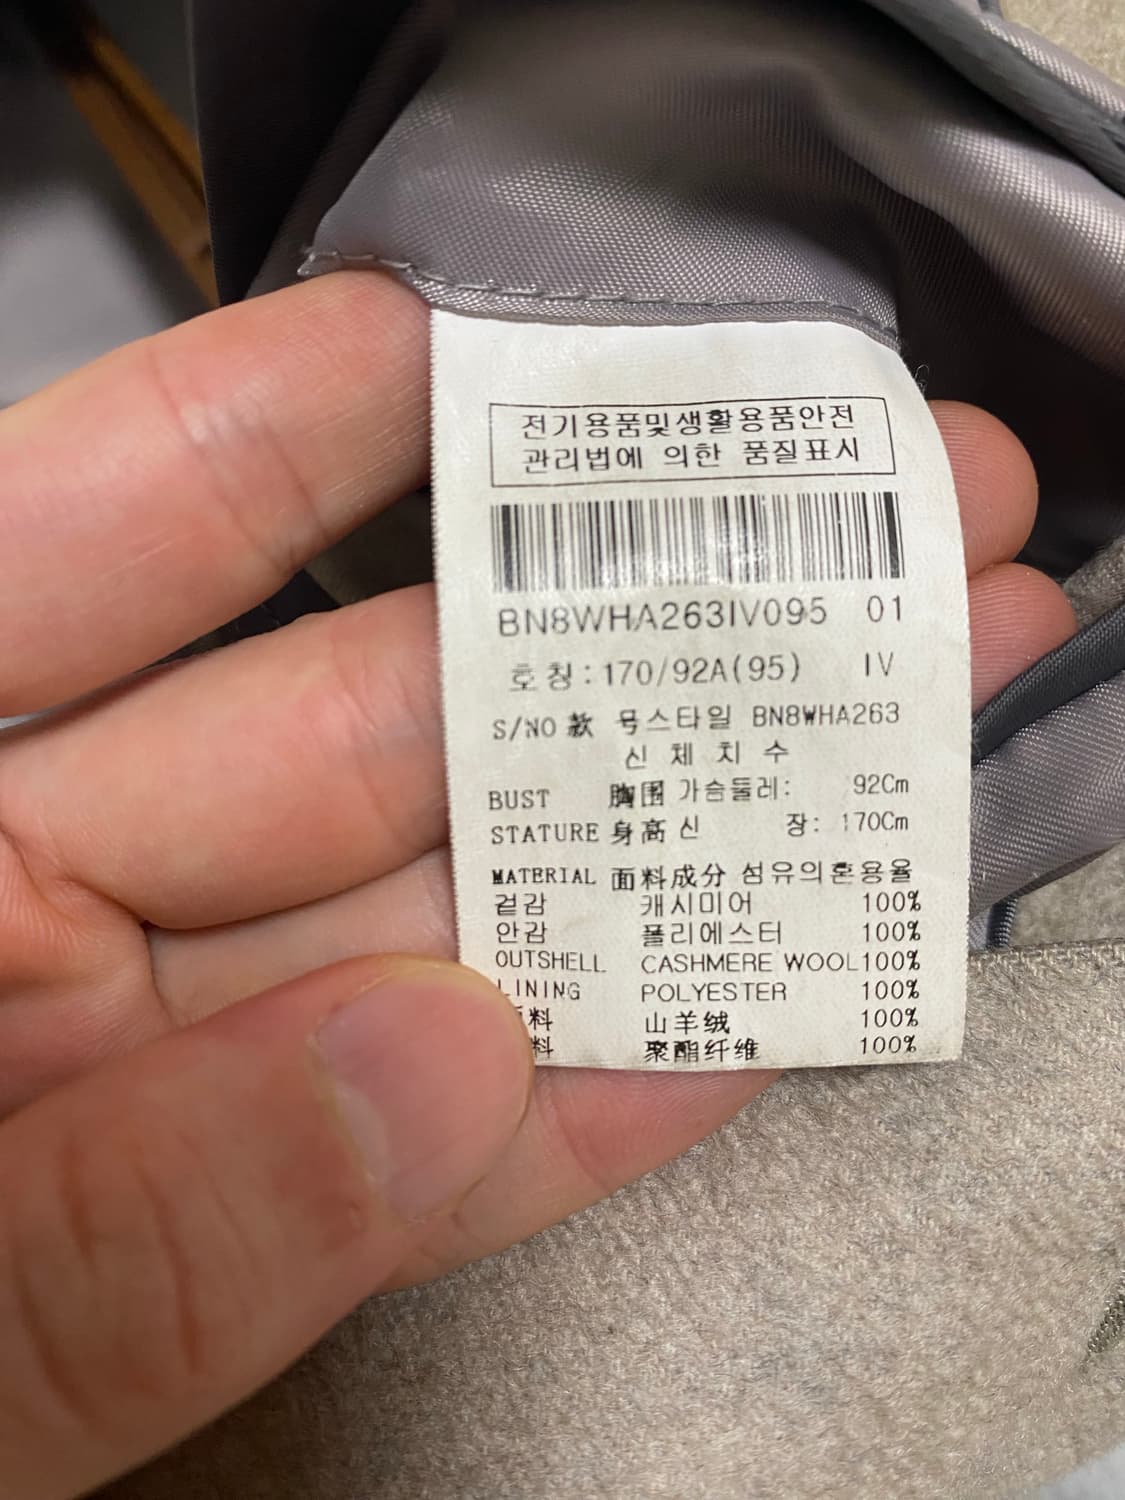 전기용품및생활용품안전
관리법에 의한 품질표시
BN8WHA263IV095 01
호칭:170/92A(95) IV
S/NO 款 号스타일 BN8WHA263
신 체 치 수
BUST 胸围 가슴둘레: 92Cm
STATURE 身高 신 장: 170Cm
MATERIAL 面料成分 섬유의혼용율
겉감 캐시미어 100%
안감 폴리에스터 100%
OUTSHELL CASHMERE WOOL100%
LINING POLYESTER 100%
料 山羊绒 100%
料 聚酯纤维 100%